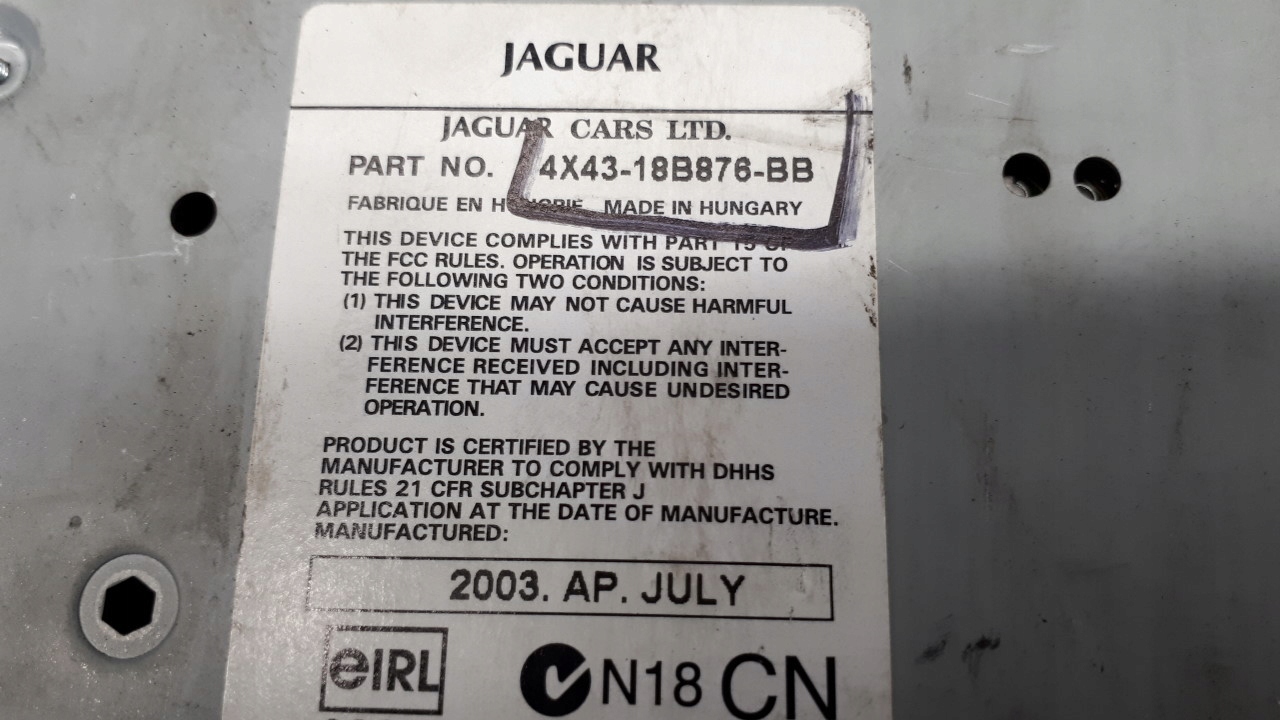 JAGUAR
JAGUAR CARS LTD.
PART NO. 4X43-18B876-BB
FABRIQUE EN HONGRIE MADE IN HUNGARY
THIS DEVICE COMPLIES WITH PART 15 OF
THE FCC RULES. OPERATION IS SUBJECT TO
THE FOLLOWING TWO CONDITIONS:
(1) THIS DEVICE MAY NOT CAUSE HARMFUL
INTERFERENCE.
(2) THIS DEVICE MUST ACCEPT ANY INTER-
FERENCE RECEIVED INCLUDING INTER-
FERENCE THAT MAY CAUSE UNDESIRED
OPERATION.
PRODUCT IS CERTIFIED BY THE
MANUFACTURER TO COMPLY WITH DHHS
RULES 21 CFR SUBCHAPTER J
APPLICATION AT THE DATE OF MANUFACTURE.
MANUFACTURED:
2003. AP. JULY
eIRL N18 CN